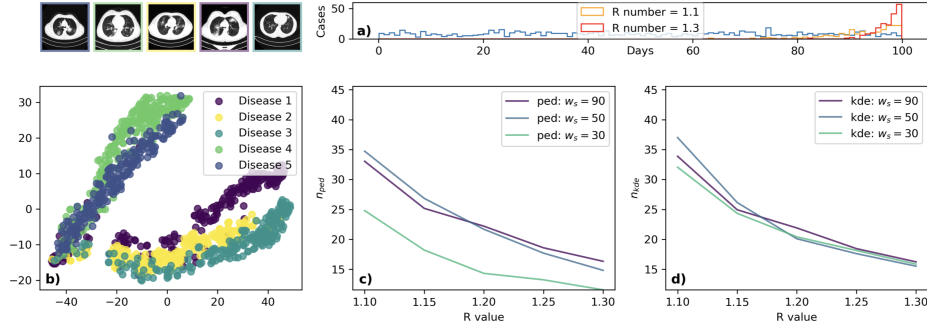 50
25
0
Cases
a)
R number = 1.1
R number = 1.3
0 20 40 60 80 100
Days
30
20
10
0
−10
−20
b)
Disease 1
Disease 2
Disease 3
Disease 4
Disease 5
−40 −20 0 20 40
45
40
35
30
25
20
15
n_ped
c)
ped: w_s = 90
ped: w_s = 50
ped: w_s = 30
1.10 1.15 1.20 1.25 1.30
R value
45
40
35
30
25
20
15
n_kde
d)
kde: w_s = 90
kde: w_s = 50
kde: w_s = 30
1.10 1.15 1.20 1.25 1.30
R value